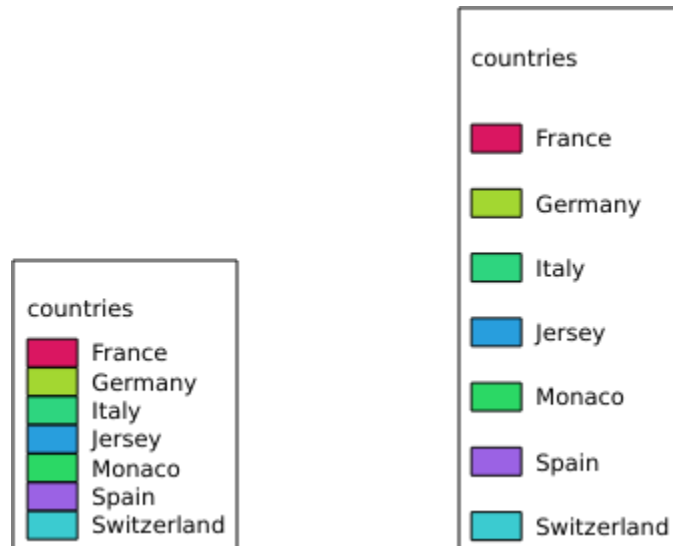 countries
France
Germany
Italy
Jersey
Monaco
Spain
Switzerland
countries
France
Germany
Italy
Jersey
Monaco
Spain
Switzerland